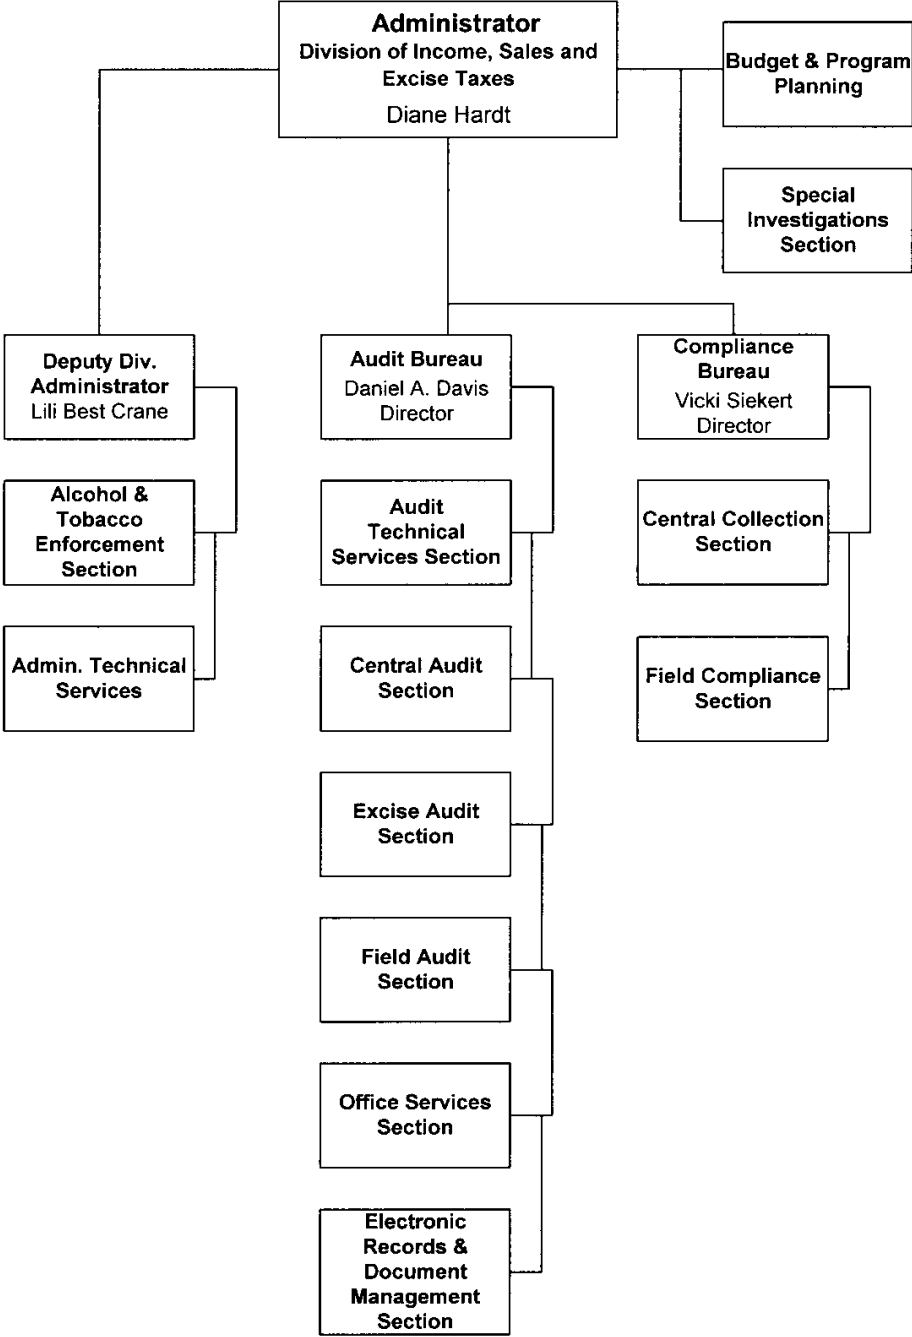 Administrator
Division of Income, Sales and
Excise Taxes
Diane Hardt
Budget & Program
Planning
Special
Investigations
Section
Deputy Div.
Administrator
Lili Best Crane
Audit Bureau
Daniel A. Davis
Director
Compliance
Bureau
Vicki Siekert
Director
Alcohol &
Tobacco
Enforcement
Section
Audit
Technical
Services Section
Central Collection
Section
Admin. Technical
Services
Central Audit
Section
Field Compliance
Section
Excise Audit
Section
Field Audit
Section
Office Services
Section
Electronic
Records &
Document
Management
Section